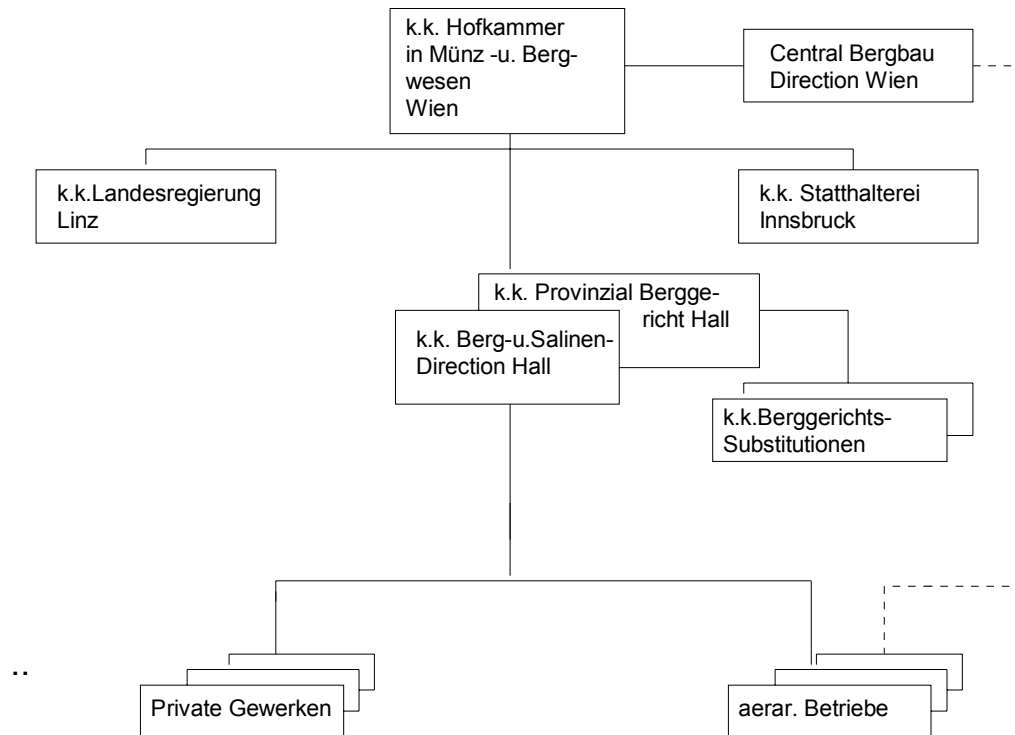 k.k. Hofkammer
in Münz -u. Berg-
wesen
Wien
Central Bergbau
Direction Wien
k.k.Landesregierung
Linz
k.k. Statthalterei
Innsbruck
k.k. Provinzial Bergge-
richt Hall
k.k. Berg-u.Salinen-
Direction Hall
k.k.Berggerichts-
Substitutionen
..
Private Gewerken
aerar. Betriebe